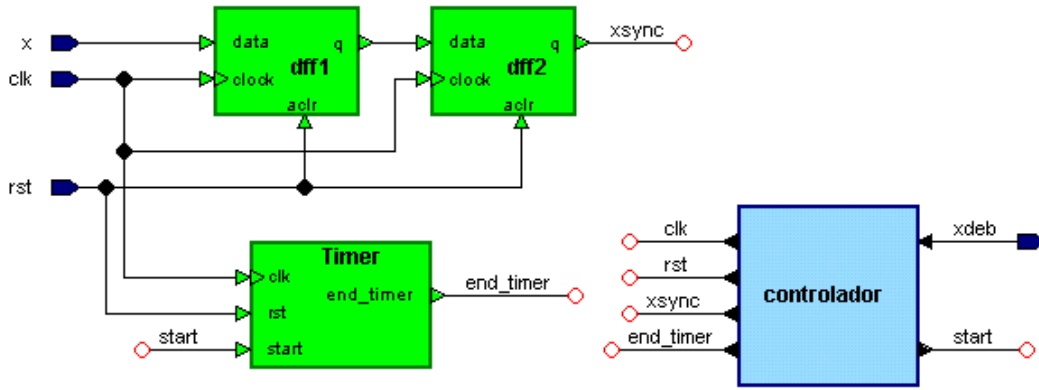 x
clk
rst
data
q
dff1
clock
aclr
data
q
dff2
clock
aclr
xsync
Timer
clk
end_timer
rst
start
start
end_timer
clk
rst
xsync
end_timer
controlador
xdeb
start